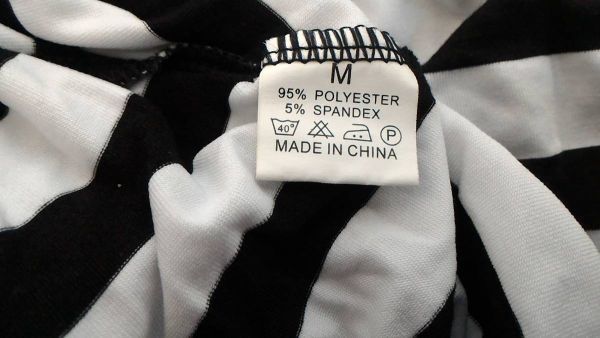 M
95% POLYESTER
5% SPANDEX
40° P
MADE IN CHINA